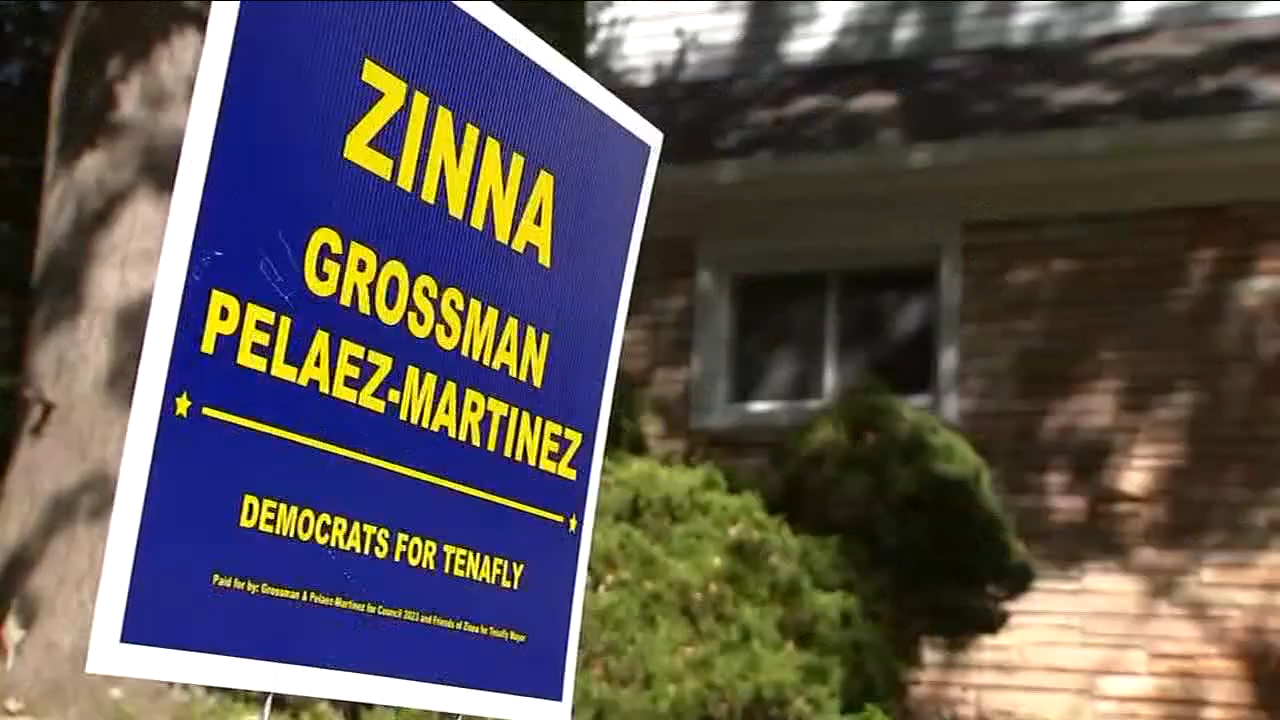 ZINNA
GROSSMAN
PELAEZ-MARTINEZ
DEMOCRATS FOR TENAFLY
Paid for by: Grossman & Pelaez-Martinez for Council 2023 and Friends of Zinna for Tenafly Mayor